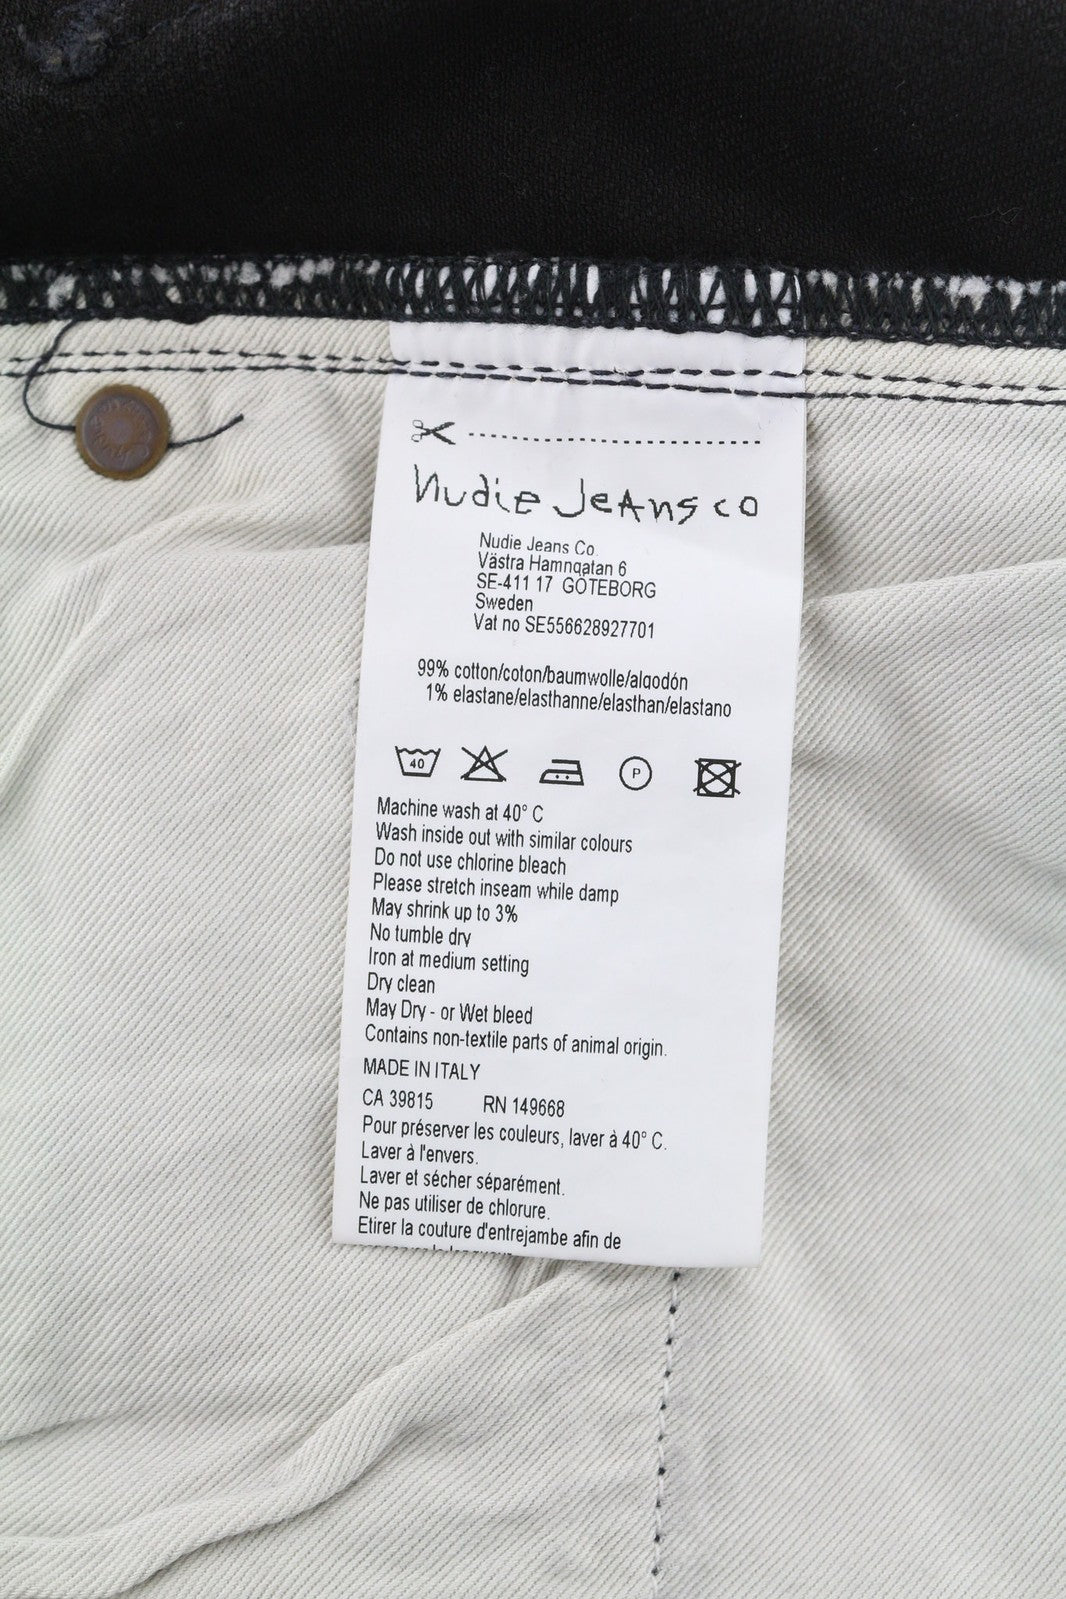 Nudie Jeans co
Nudie Jeans Co.
Västra Hamngatan 6
SE-411 17 GÖTEBORG
Sweden
Vat no SE556628927701
99% cotton/coton/baumwolle/algodón
1% elastane/elasthanne/elasthan/elastano
40 P
Machine wash at 40° C
Wash inside out with similar colours
Do not use chlorine bleach
Please stretch inseam while damp
May shrink up to 3%
No tumble dry
Iron at medium setting
Dry clean
May Dry - or Wet bleed
Contains non-textile parts of animal origin.
MADE IN ITALY
CA 39815 RN 149668
Pour préserver les couleurs, laver à 40° C.
Laver à l'envers.
Laver et sécher séparément.
Ne pas utiliser de chlorure.
Etirer la couture d'entrejambe afin de